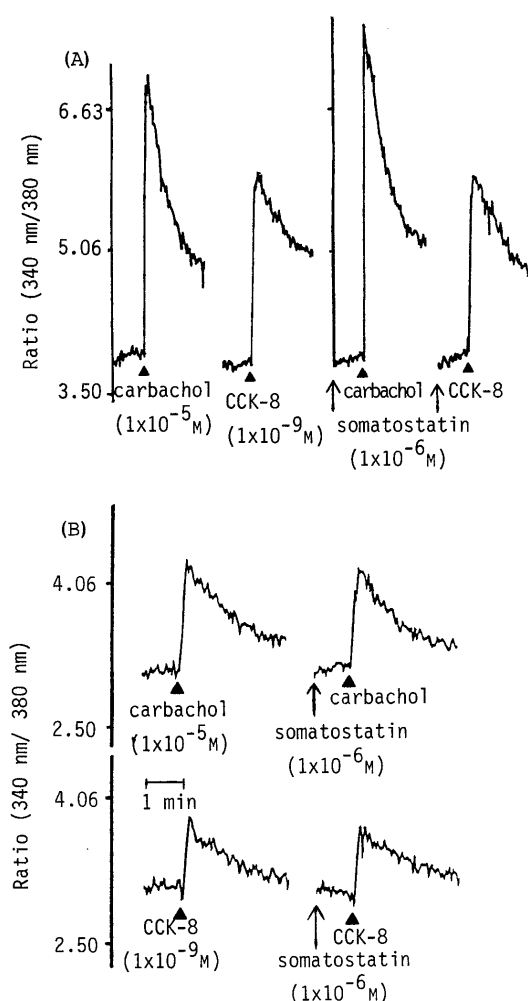 (A)
Ratio (340 nm/380 nm)
6.63
5.06
3.50
carbachol
(1x10⁻⁵M)
CCK-8
(1x10⁻⁹M)
carbachol
CCK-8
somatostatin
(1x10⁻⁶M)
(B)
Ratio (340 nm/ 380 nm)
4.06
2.50
carbachol
(1x10⁻⁵M)
carbachol
somatostatin
(1x10⁻⁶M)
4.06
1 min
2.50
CCK-8
(1x10⁻⁹M)
CCK-8
somatostatin
(1x10⁻⁶M)